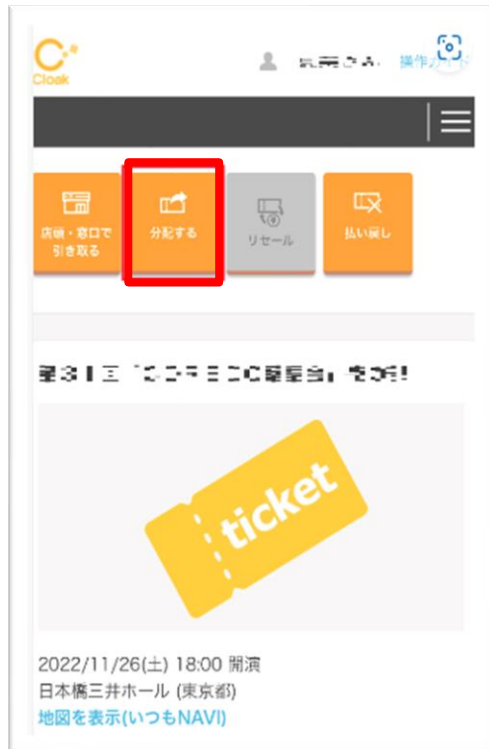 Cloak
操作ガイド
店頭・窓口で
引き取る
分配する
リセール
払い戻し
ticket
2022/11/26(土) 18:00 開演
日本橋三井ホール (東京都)
地図を表示(いつもNAVI)